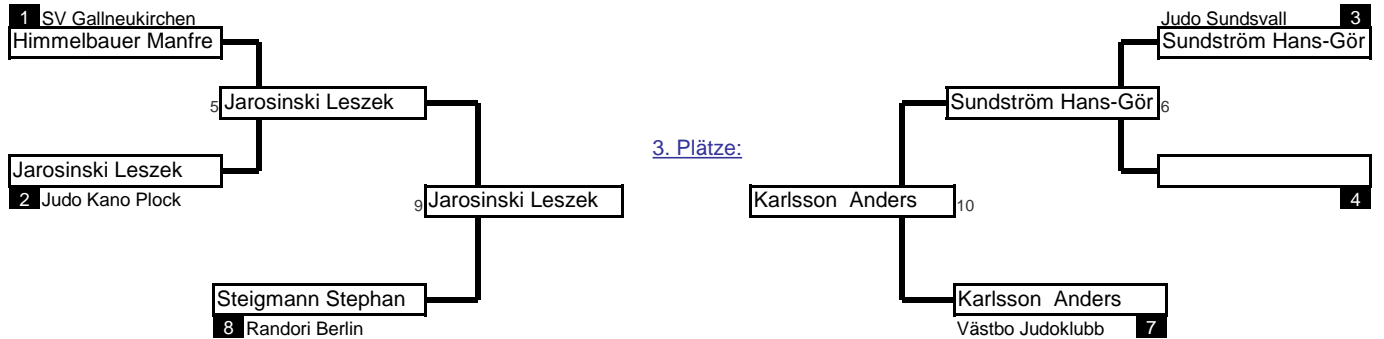 1 SV Gallneukirchen
Judo Sundsvall 3
Himmelbauer Manfre
Sundström Hans-Gör
5 Jarosinski Leszek
Sundström Hans-Gör 6
3. Plätze:
Jarosinski Leszek
2 Judo Kano Plock
9 Jarosinski Leszek
Karlsson Anders 10
4
Steigmann Stephan
Karlsson Anders
8 Randori Berlin
Västbo Judoklubb 7